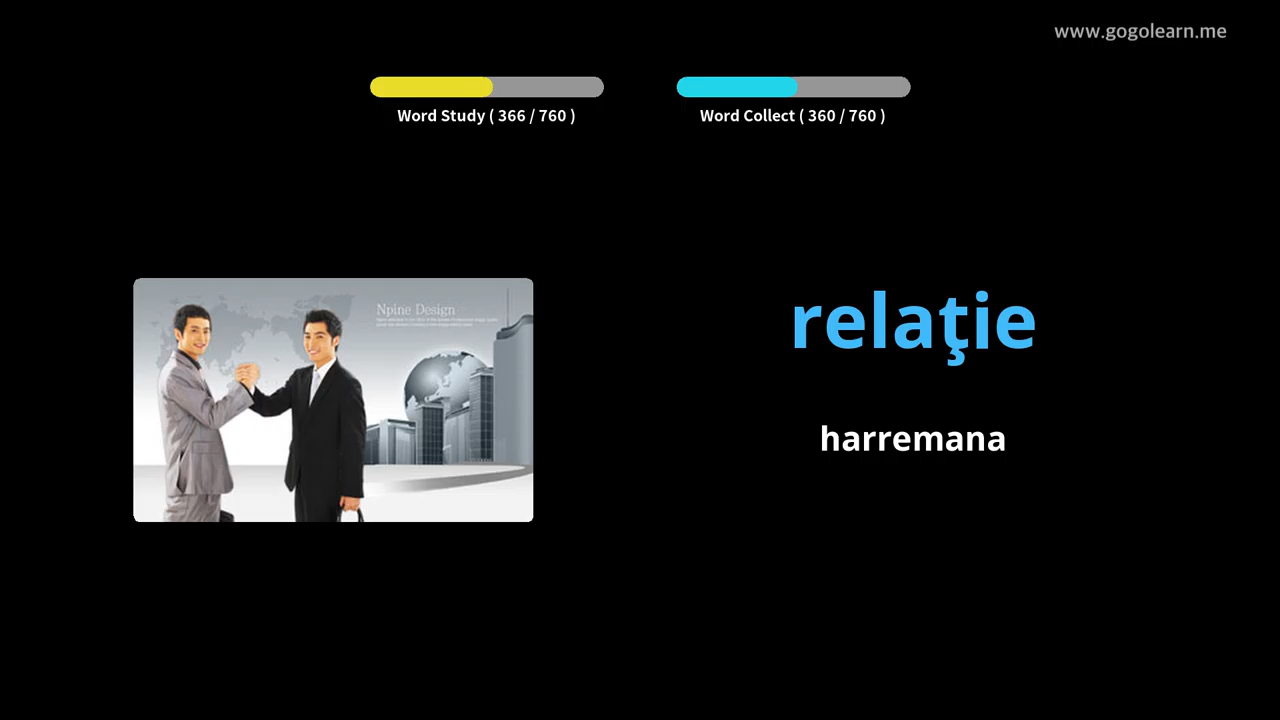 www.gogolearn.me
Word Study ( 366 / 760 )
Word Collect ( 360 / 760 )
Npine Design
relaţie
harremana